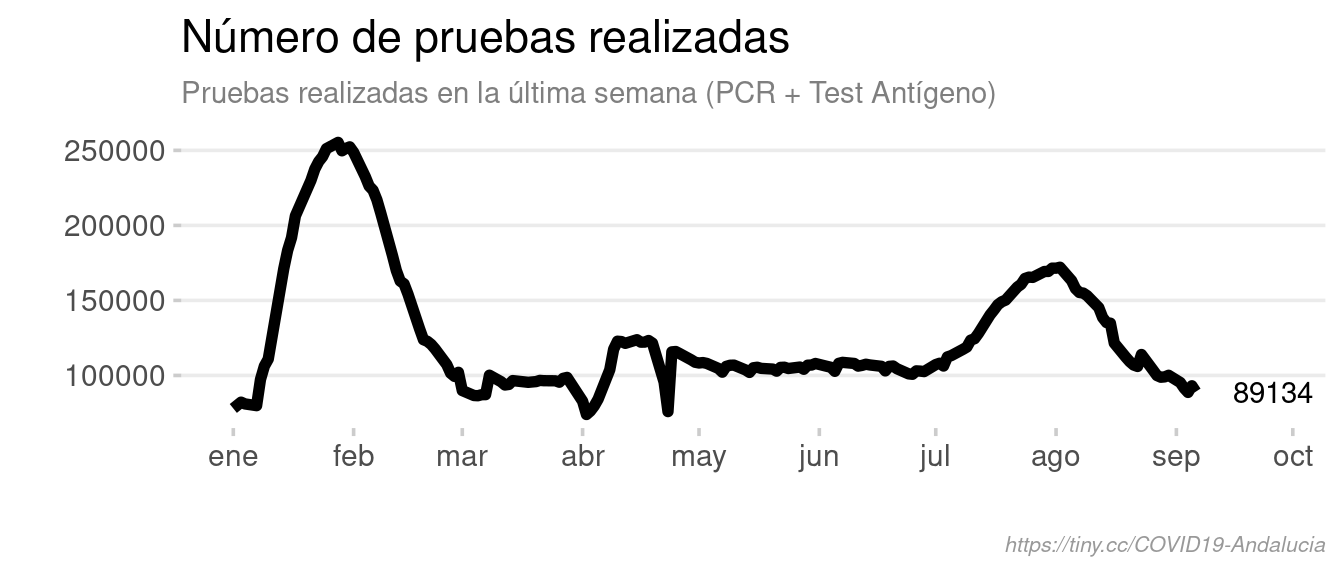 Número de pruebas realizadas
Pruebas realizadas en la última semana (PCR + Test Antígeno)
250000
200000
150000
100000
89134
ene feb mar abr may jun jul ago sep oct
https://tiny.cc/COVID19-Andalucia